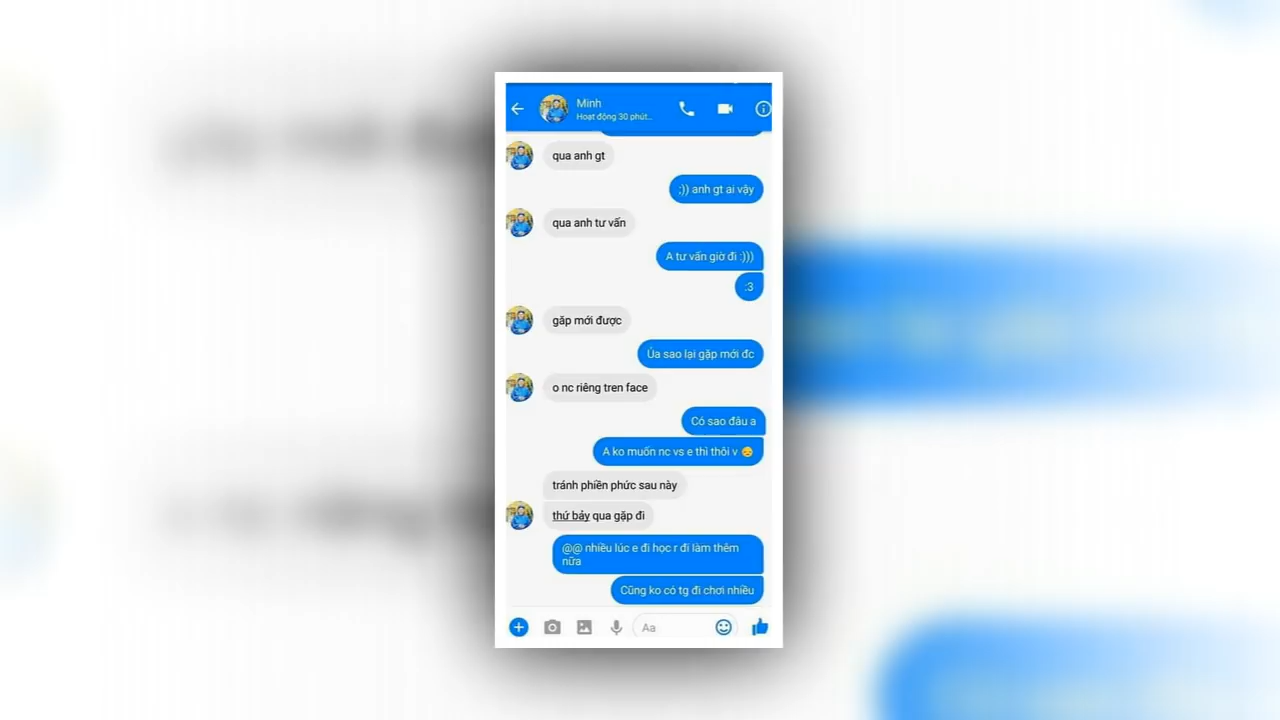 Minh
Hoạt động 30 phút...
qua anh gt
;)) anh gt ai vậy
qua anh tư vấn
A tư vấn giờ đi :)))
:3
gặp mới được
Ủa sao lại gặp mới đc
o nc riêng tren face
Có sao đâu a
A ko muốn nc vs e thì thôi v 😔
tránh phiền phức sau này
thứ bảy qua gặp đi
@@ nhiều lúc e đi học r đi làm thêm
nữa
Cũng ko có tg đi chơi nhiều
Aa